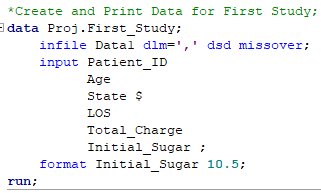 *Create and Print Data for First Study;
data Proj.First_Study;
infile Data1 dlm=',' dsd missover;
input Patient_ID
Age
State $
LOS
Total_Charge
Initial_Sugar ;
format Initial_Sugar 10.5;
run;